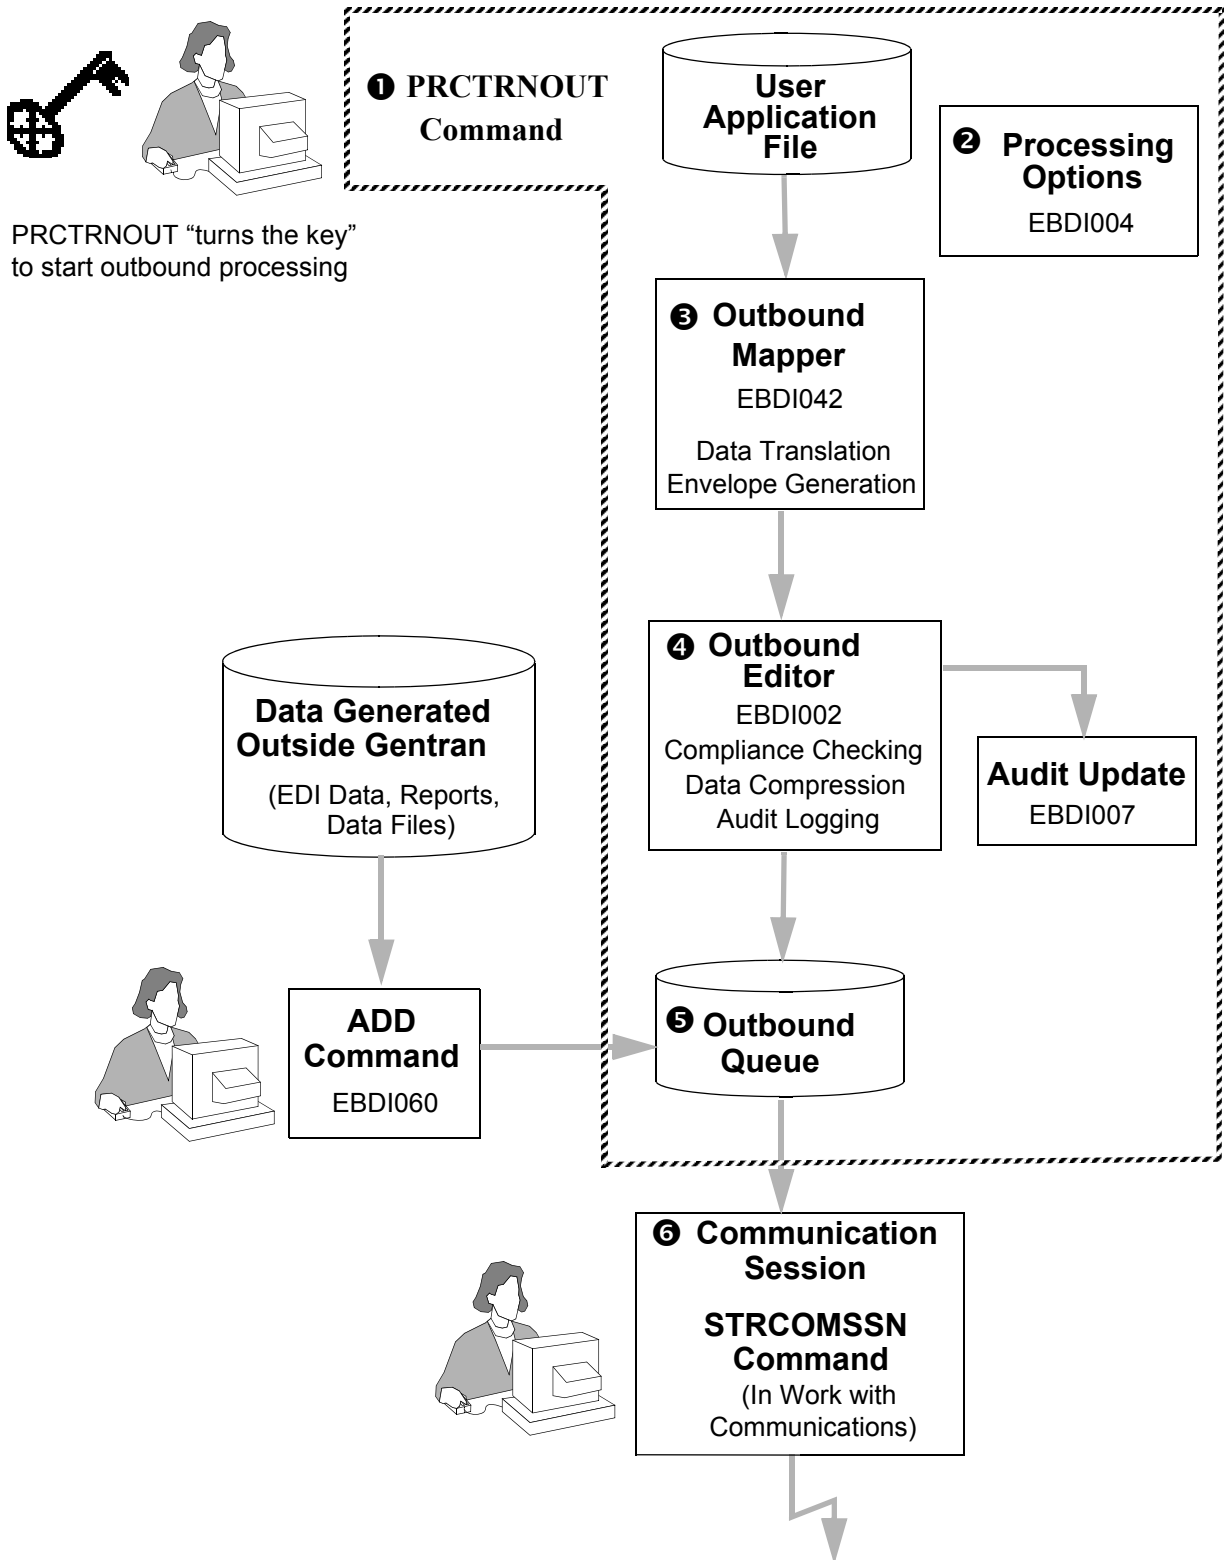 ❶ PRCTRNOUT
Command
PRCTRNOUT “turns the key”
to start outbound processing
User
Application
File
❷ Processing
Options
EBDI004
❸ Outbound
Mapper
EBDI042
Data Translation
Envelope Generation
❹ Outbound
Editor
EBDI002
Compliance Checking
Data Compression
Audit Logging
Audit Update
EBDI007
Data Generated
Outside Gentran
(EDI Data, Reports,
Data Files)
ADD
Command
EBDI060
❺ Outbound
Queue
❻ Communication
Session
STRCOMSSN
Command
(In Work with
Communications)